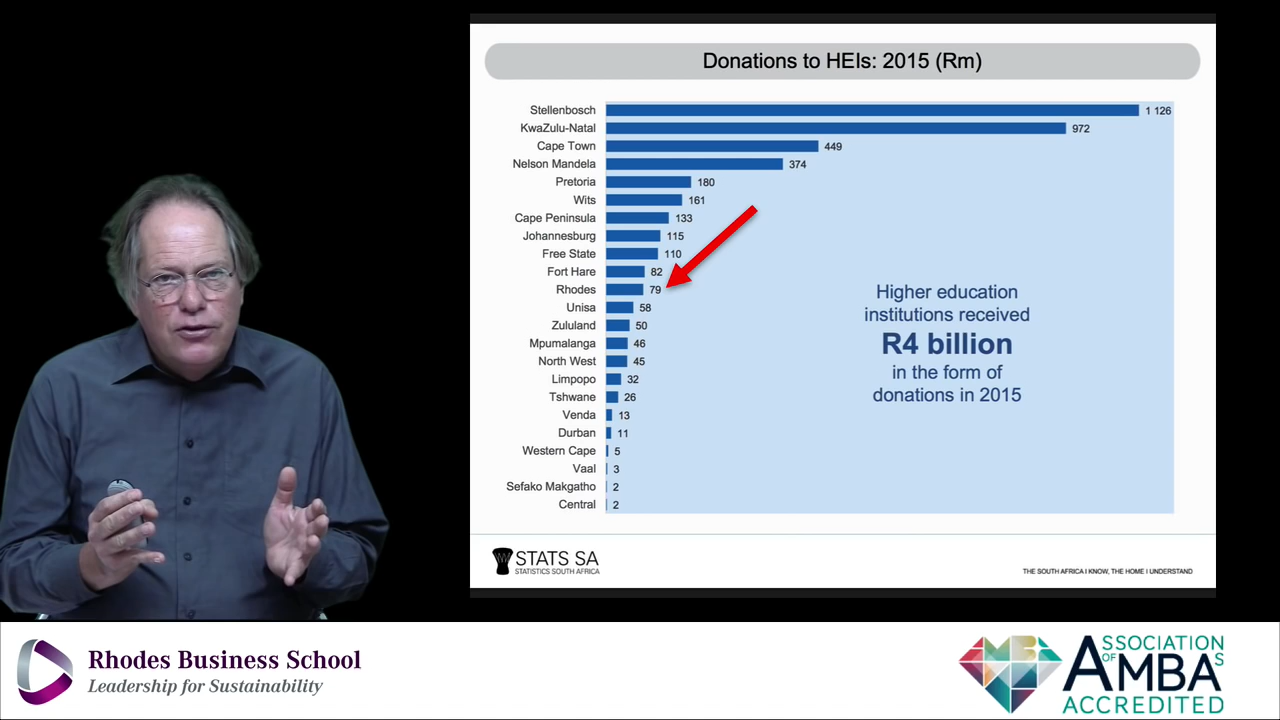 Donations to HEIs: 2015 (Rm)
Stellenbosch 1 126
KwaZulu-Natal 972
Cape Town 449
Nelson Mandela 374
Pretoria 180
Wits 161
Cape Peninsula 133
Johannesburg 115
Free State 110
Fort Hare 82
Rhodes 79
Unisa 58
Zululand 50
Mpumalanga 46
North West 45
Limpopo 32
Tshwane 26
Venda 13
Durban 11
Western Cape 5
Vaal 3
Sefako Makgatho 2
Central 2
Higher education
institutions received
R4 billion
in the form of
donations in 2015
STATS SA
STATISTICS SOUTH AFRICA
THE SOUTH AFRICA I KNOW, THE HOME I UNDERSTAND
Rhodes Business School
Leadership for Sustainability
MBA
ASSOCIATION
OF
AMBAS
ACCREDITED